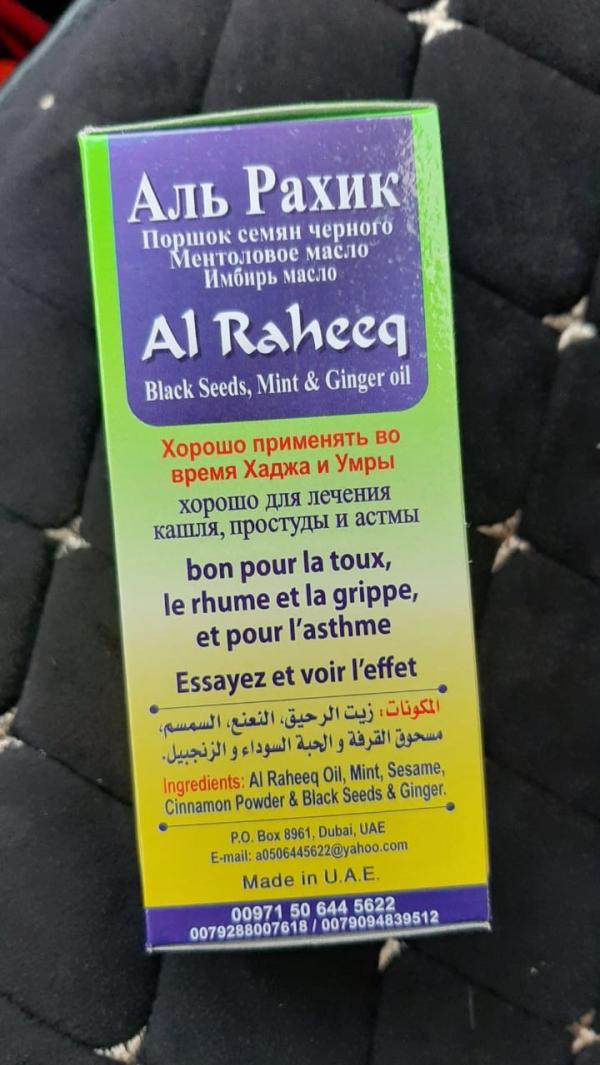 Аль Рахик
Поршок семян черного
Ментоловое масло
Имбирь масло
Al Raheeq
Black Seeds, Mint & Ginger oil
Хорошо применять во
время Хаджа и Умры
хорошо для лечения
кашля, простуды и астмы
bon pour la toux,
le rhume et la grippe,
et pour l'asthme
Essayez et voir l'effet
المكونات: زيت الرحيق، النعنع، السمسم،
مسحوق القرفة و الحبة السوداء و الزنجبيل.
Ingredients: Al Raheeq Oil, Mint, Sesame,
Cinnamon Powder & Black Seeds & Ginger.
P.O. Box 8961, Dubai, UAE
E-mail: a0506445622@yahoo.com
Made in U.A.E.
00971 50 644 5622
0079288007618 / 0079094839512